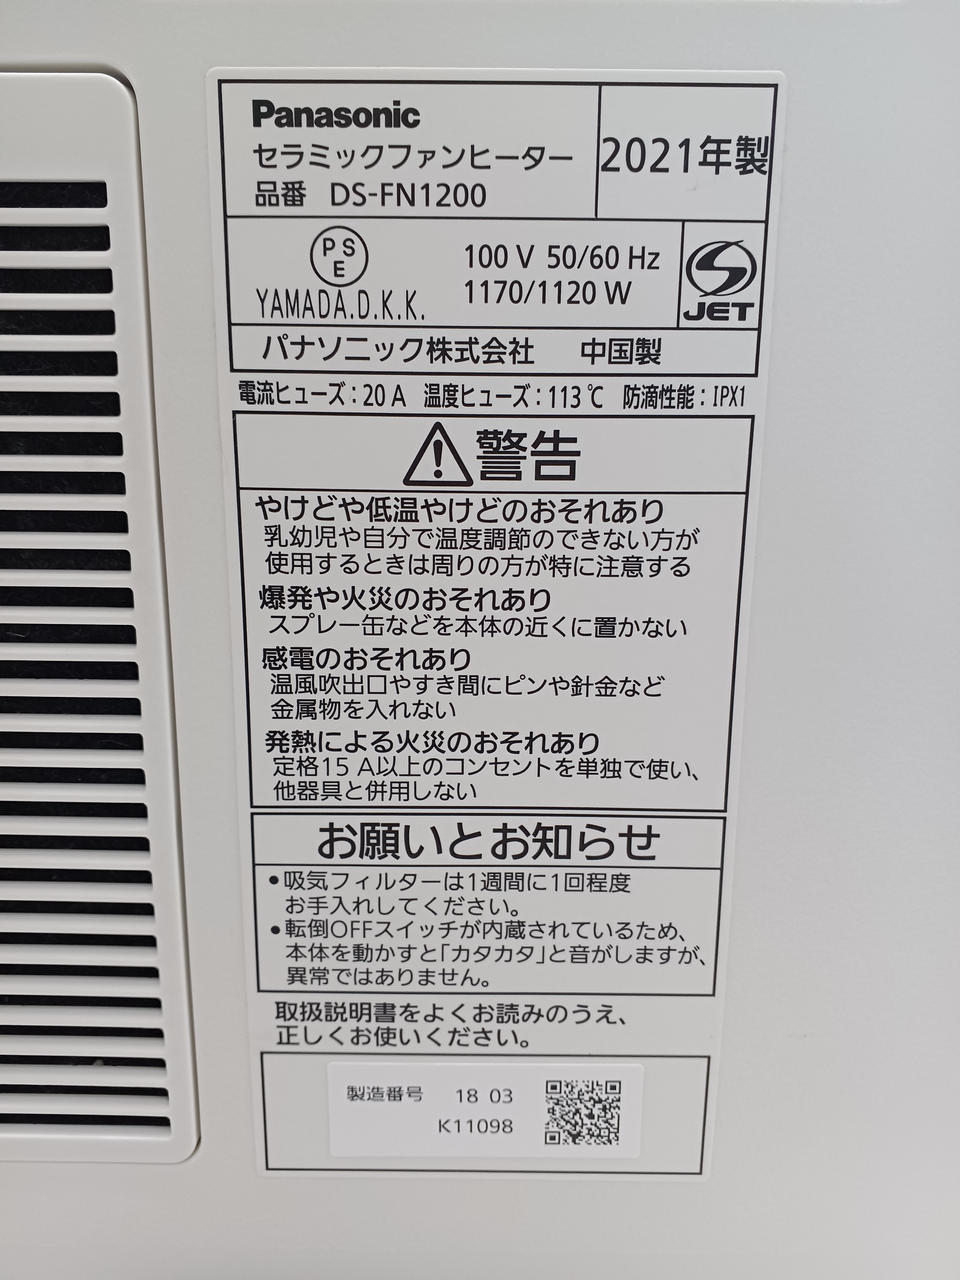 Panasonic
セラミックファンヒーター
品番 DS-FN1200
2021年製
PS
E
YAMADA.D.K.K.
100 V 50/60 Hz
1170/1120 W
JET
パナソニック株式会社 中国製
電流ヒューズ：20 A 温度ヒューズ：113 ℃ 防滴性能：IPX1
警告
やけどや低温やけどのおそれあり
乳幼児や自分で温度調節のできない方が
使用するときは周りの方が特に注意する
爆発や火災のおそれあり
スプレー缶などを本体の近くに置かない
感電のおそれあり
温風吹出口やすき間にピンや針金など
金属物を入れない
発熱による火災のおそれあり
定格15 A以上のコンセントを単独で使い、
他器具と併用しない
お願いとお知らせ
●吸気フィルターは1週間に1回程度
お手入れしてください。
●転倒OFFスイッチが内蔵されているため、
本体を動かすと「カタカタ」と音がしますが、
異常ではありません。
取扱説明書をよくお読みのうえ、
正しくお使いください。
製造番号 18 03
K11098